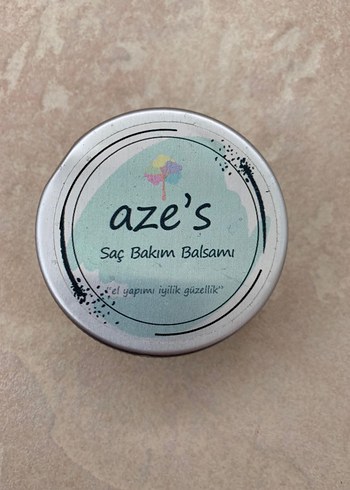 aze's
Saç Bakım Balsamı
"el yapımı iyilik güzellik"